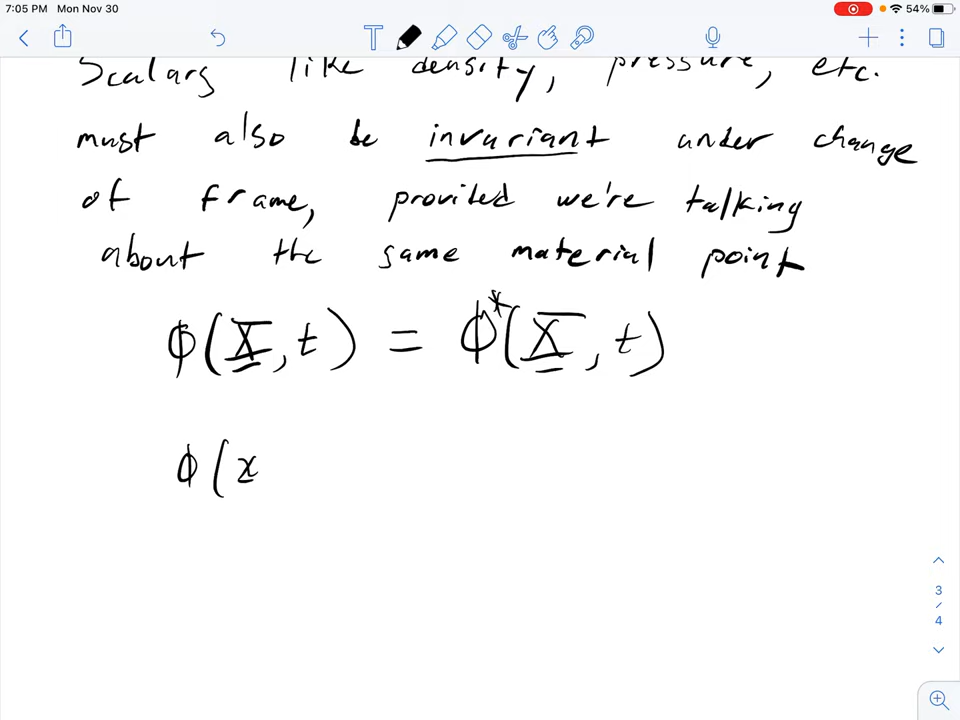 7:05 PM Mon Nov 30 54%
T
Scalars like density, pressure, etc.
must also be invariant under change
of frame, provided we're talking
about the same material point
ϕ(X, t) = ϕ*(X, t)
ϕ(x
3
/
4